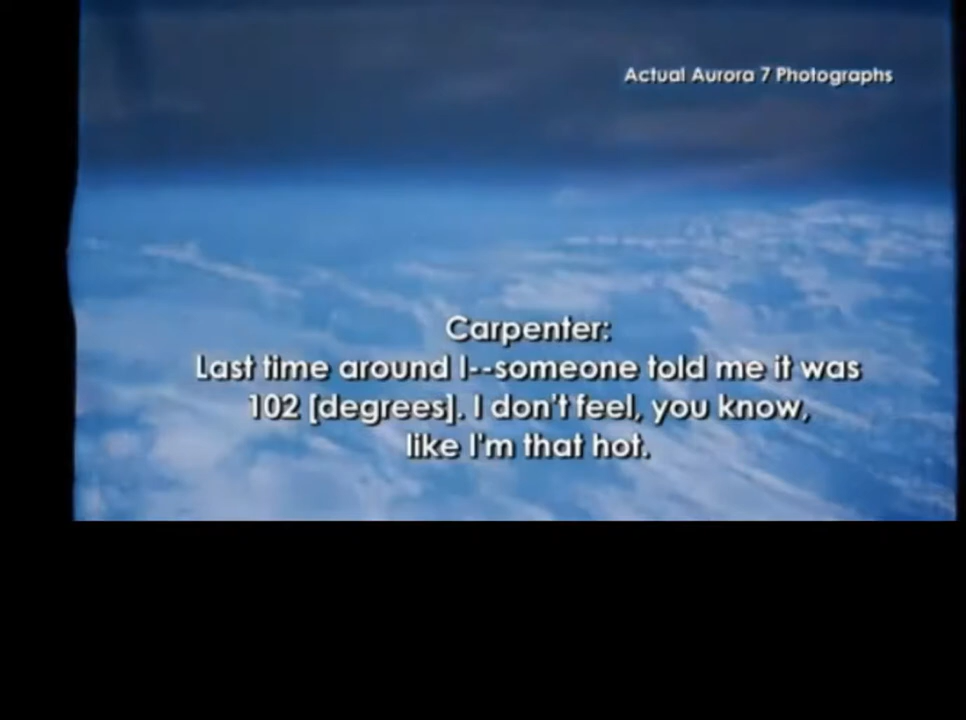 Actual Aurora 7 Photographs
Carpenter:
Last time around I--someone told me it was
102 [degrees]. I don't feel, you know,
like I'm that hot.